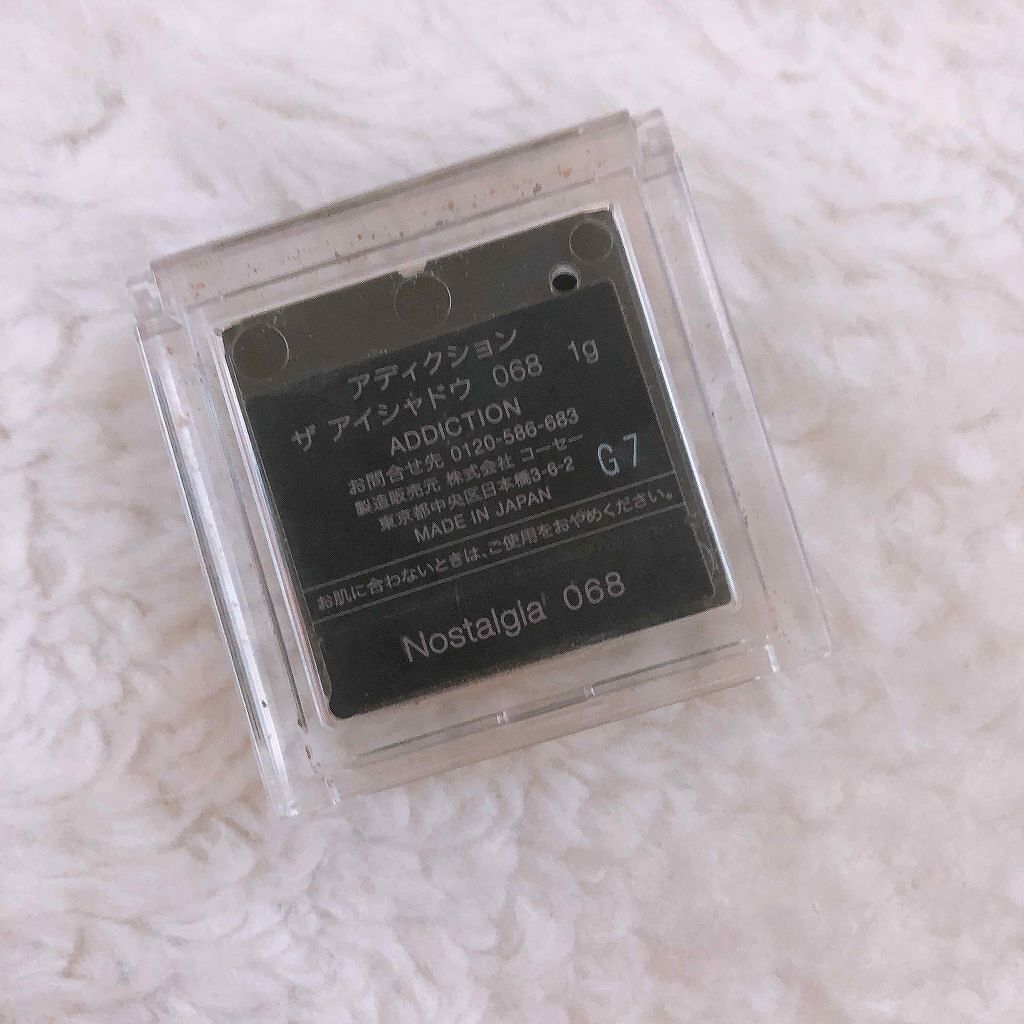 アディクション
ザ アイシャドウ 068 1g
ADDICTION
お問合せ先 0120-586-683
製造販売元 株式会社 コーセー
東京都中央区日本橋3-6-2
G7
MADE IN JAPAN
お肌に合わないときは、ご使用をおやめください。
Nostalgia 068